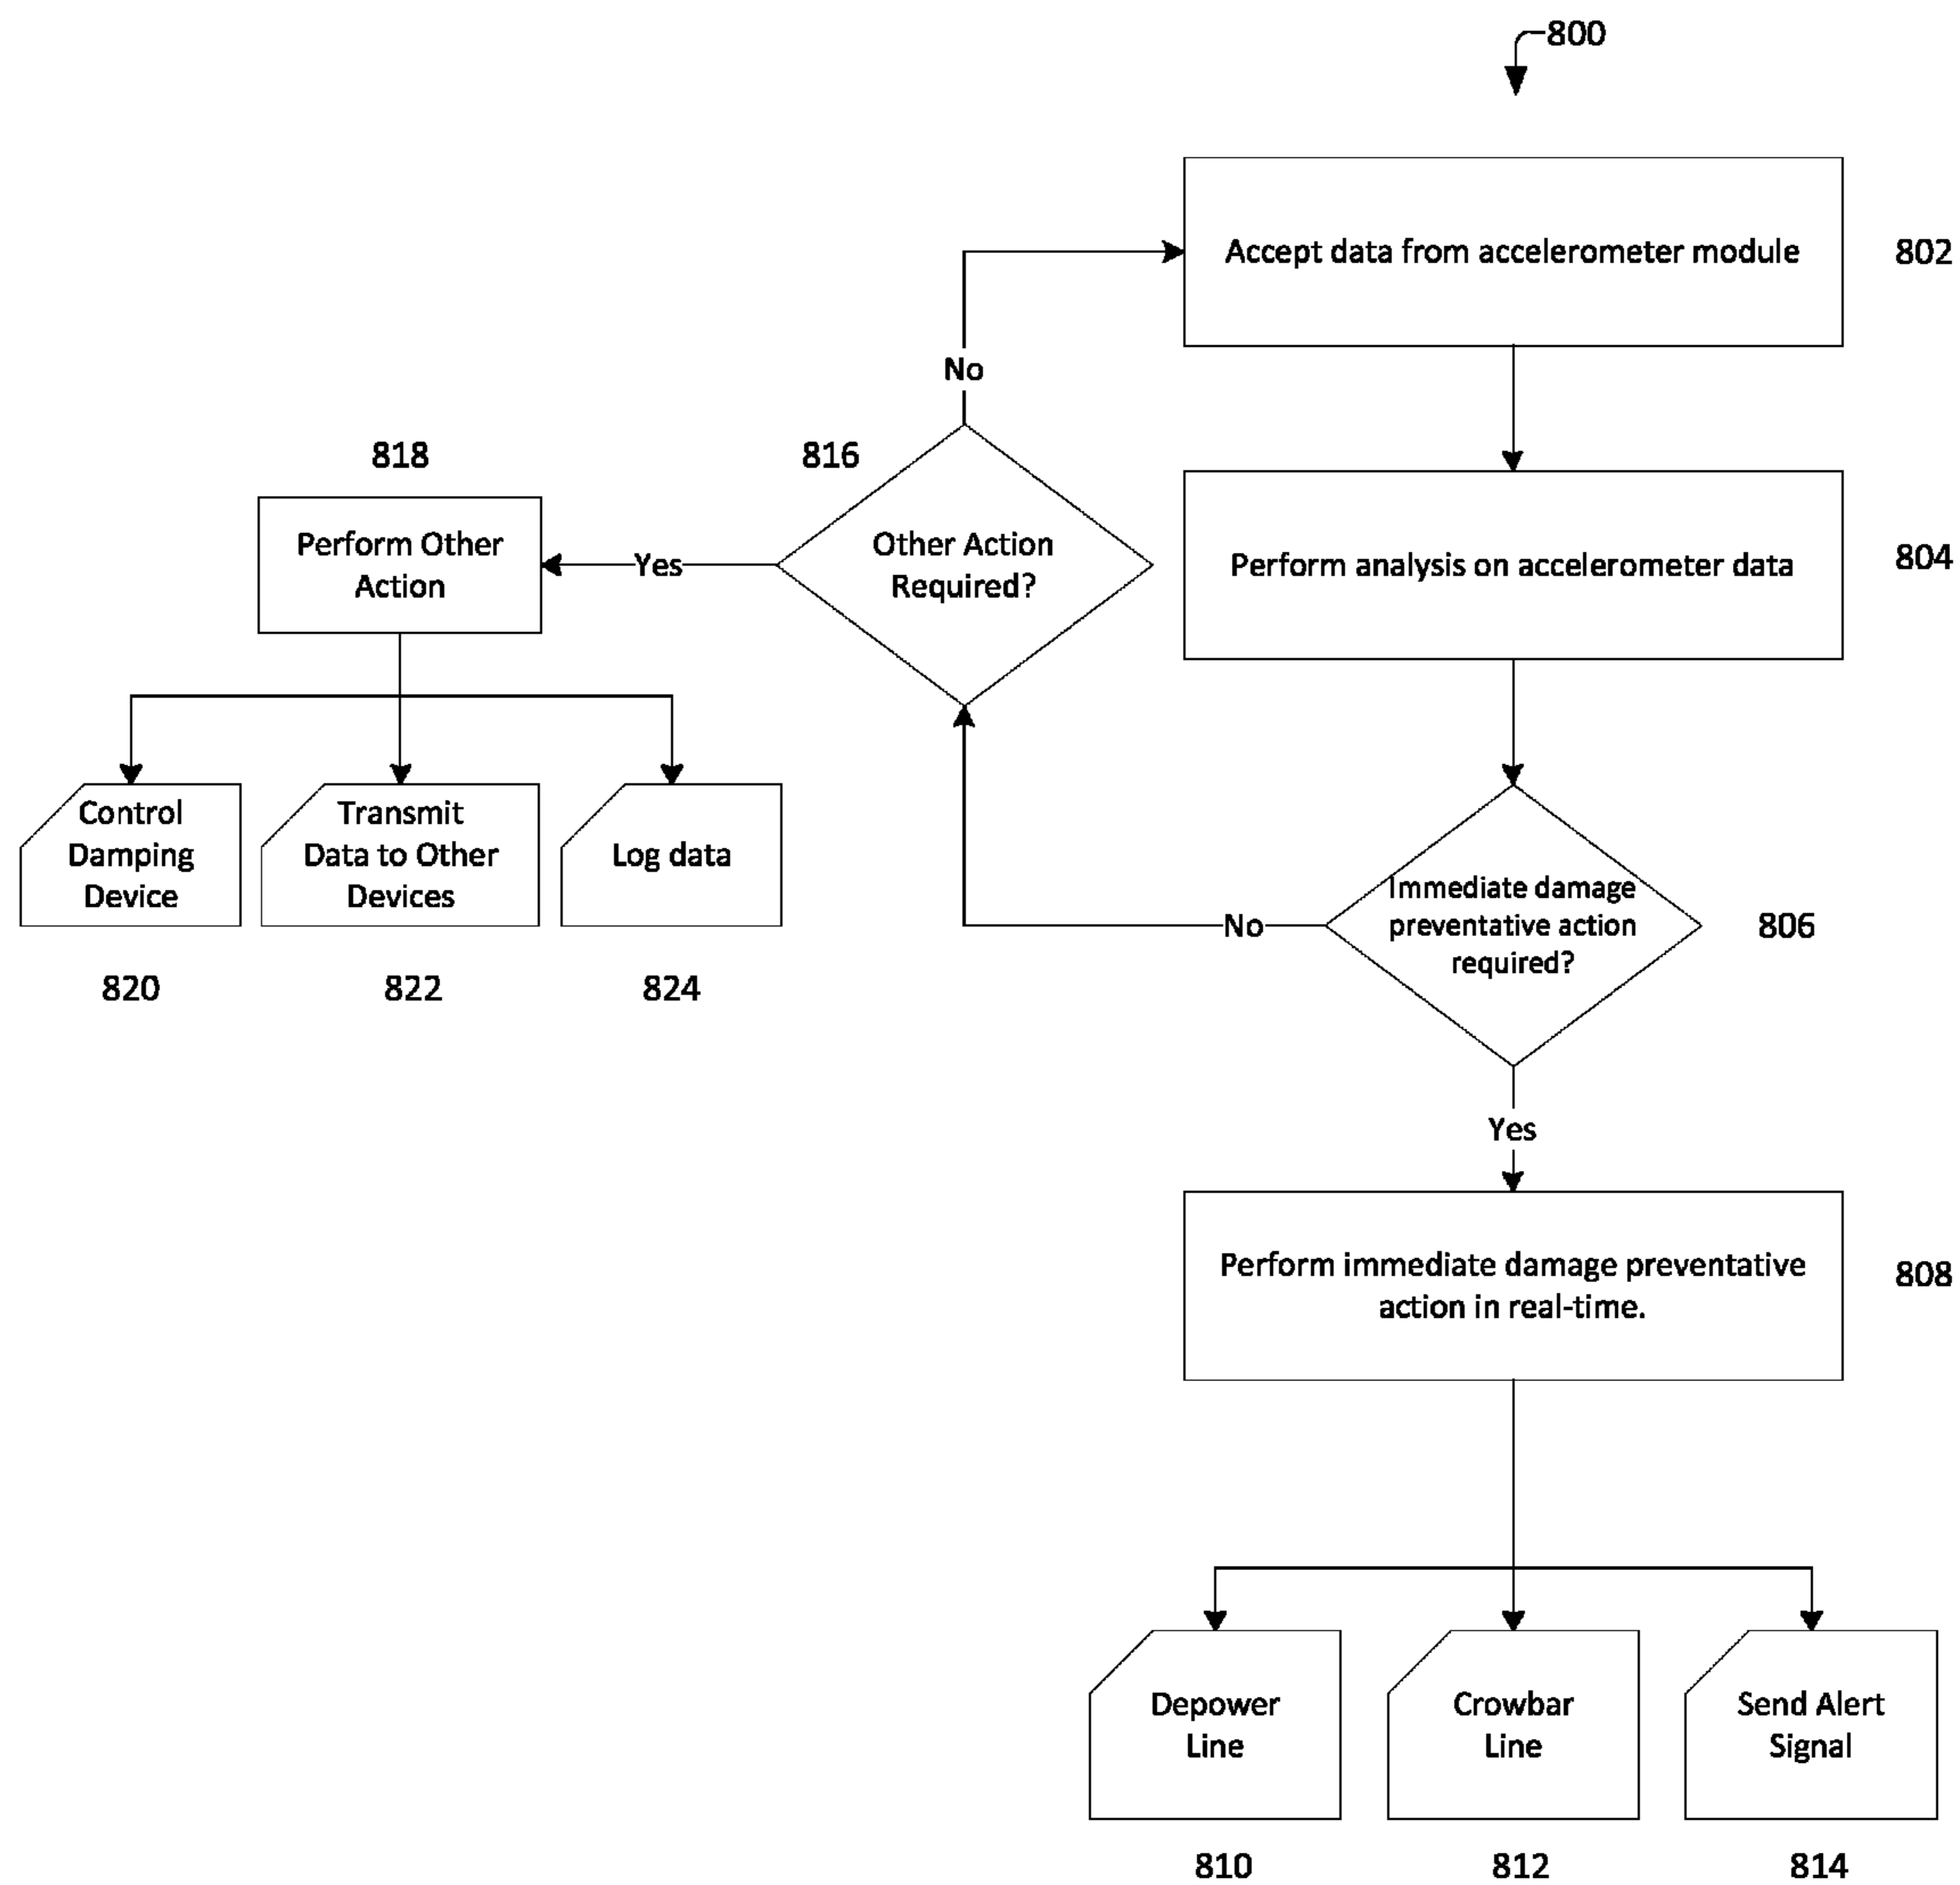 800
Accept data from accelerometer module
802
No
818
816
Perform Other
Action
Yes
Other Action
Required?
Perform analysis on accelerometer data
804
Control
Damping
Device
Transmit
Data to Other
Devices
Log data
820
822
824
No
Immediate damage
preventative action
required?
806
Yes
Perform immediate damage preventative
action in real-time.
808
Depower
Line
Crowbar
Line
Send Alert
Signal
810
812
814